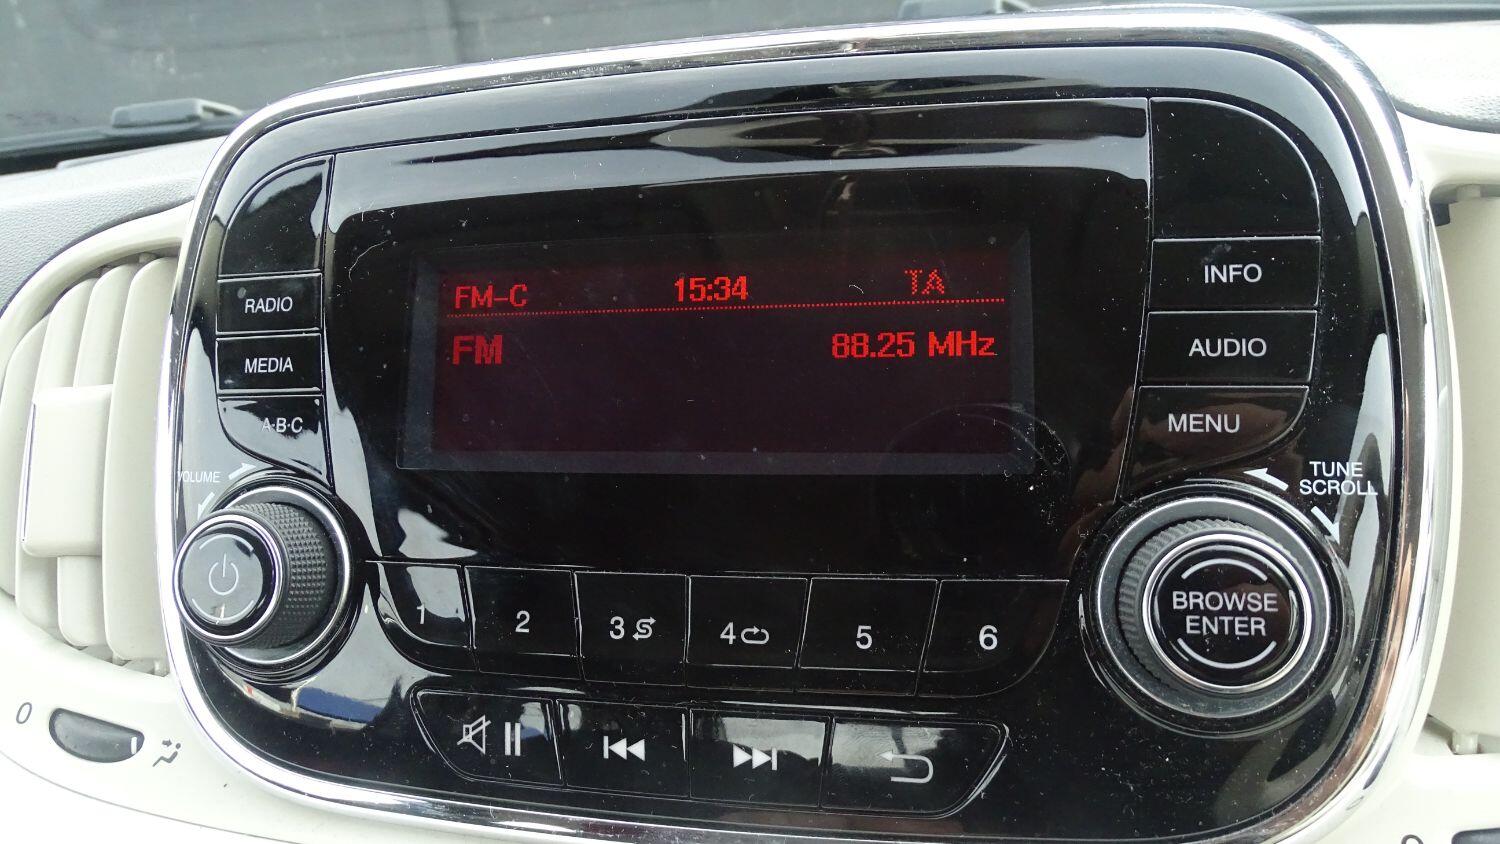 FM-C 15:34 TA
FM 88.25 MHz
RADIO
MEDIA
A·B·C
VOLUME
INFO
AUDIO
MENU
TUNE
SCROLL
BROWSE
ENTER
1 2 3 4 5 6
0